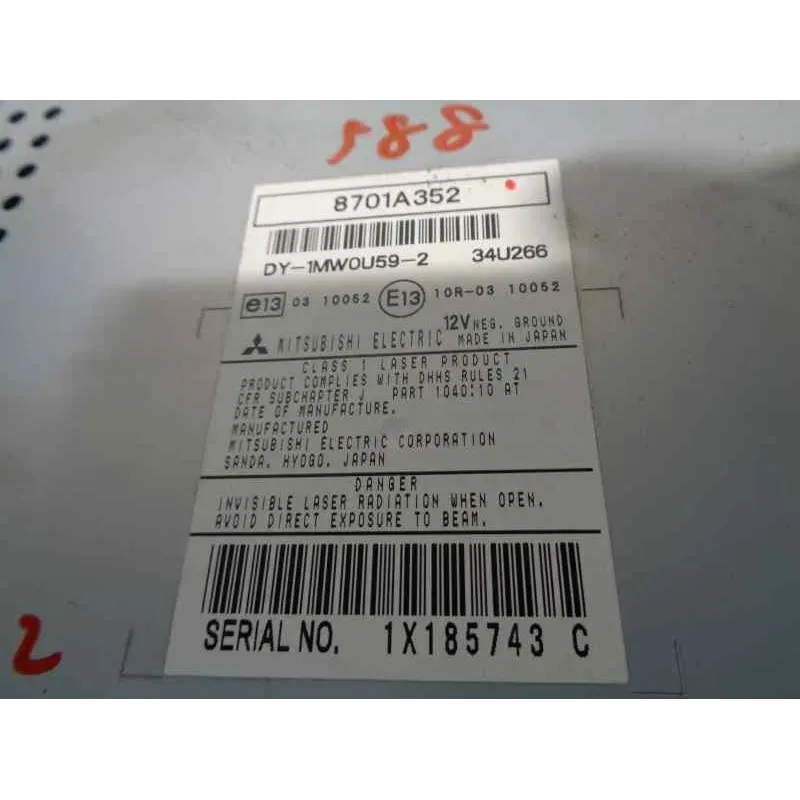 588
8701A352
DY-1MW0U59-2 34U266
e13 03 10052 E13 10R-03 10052
MITSUBISHI ELECTRIC 12V NEG. GROUND
MADE IN JAPAN
CLASS 1 LASER PRODUCT
PRODUCT COMPLIES WITH DHHS RULES 21
CFR SUBCHAPTER J PART 1040:10 AT
DATE OF MANUFACTURE.
MANUFACTURED
MITSUBISHI ELECTRIC CORPORATION
SANDA. HYOGO. JAPAN
DANGER
INVISIBLE LASER RADIATION WHEN OPEN.
AVOID DIRECT EXPOSURE TO BEAM.
SERIAL NO. 1X185743 C
2